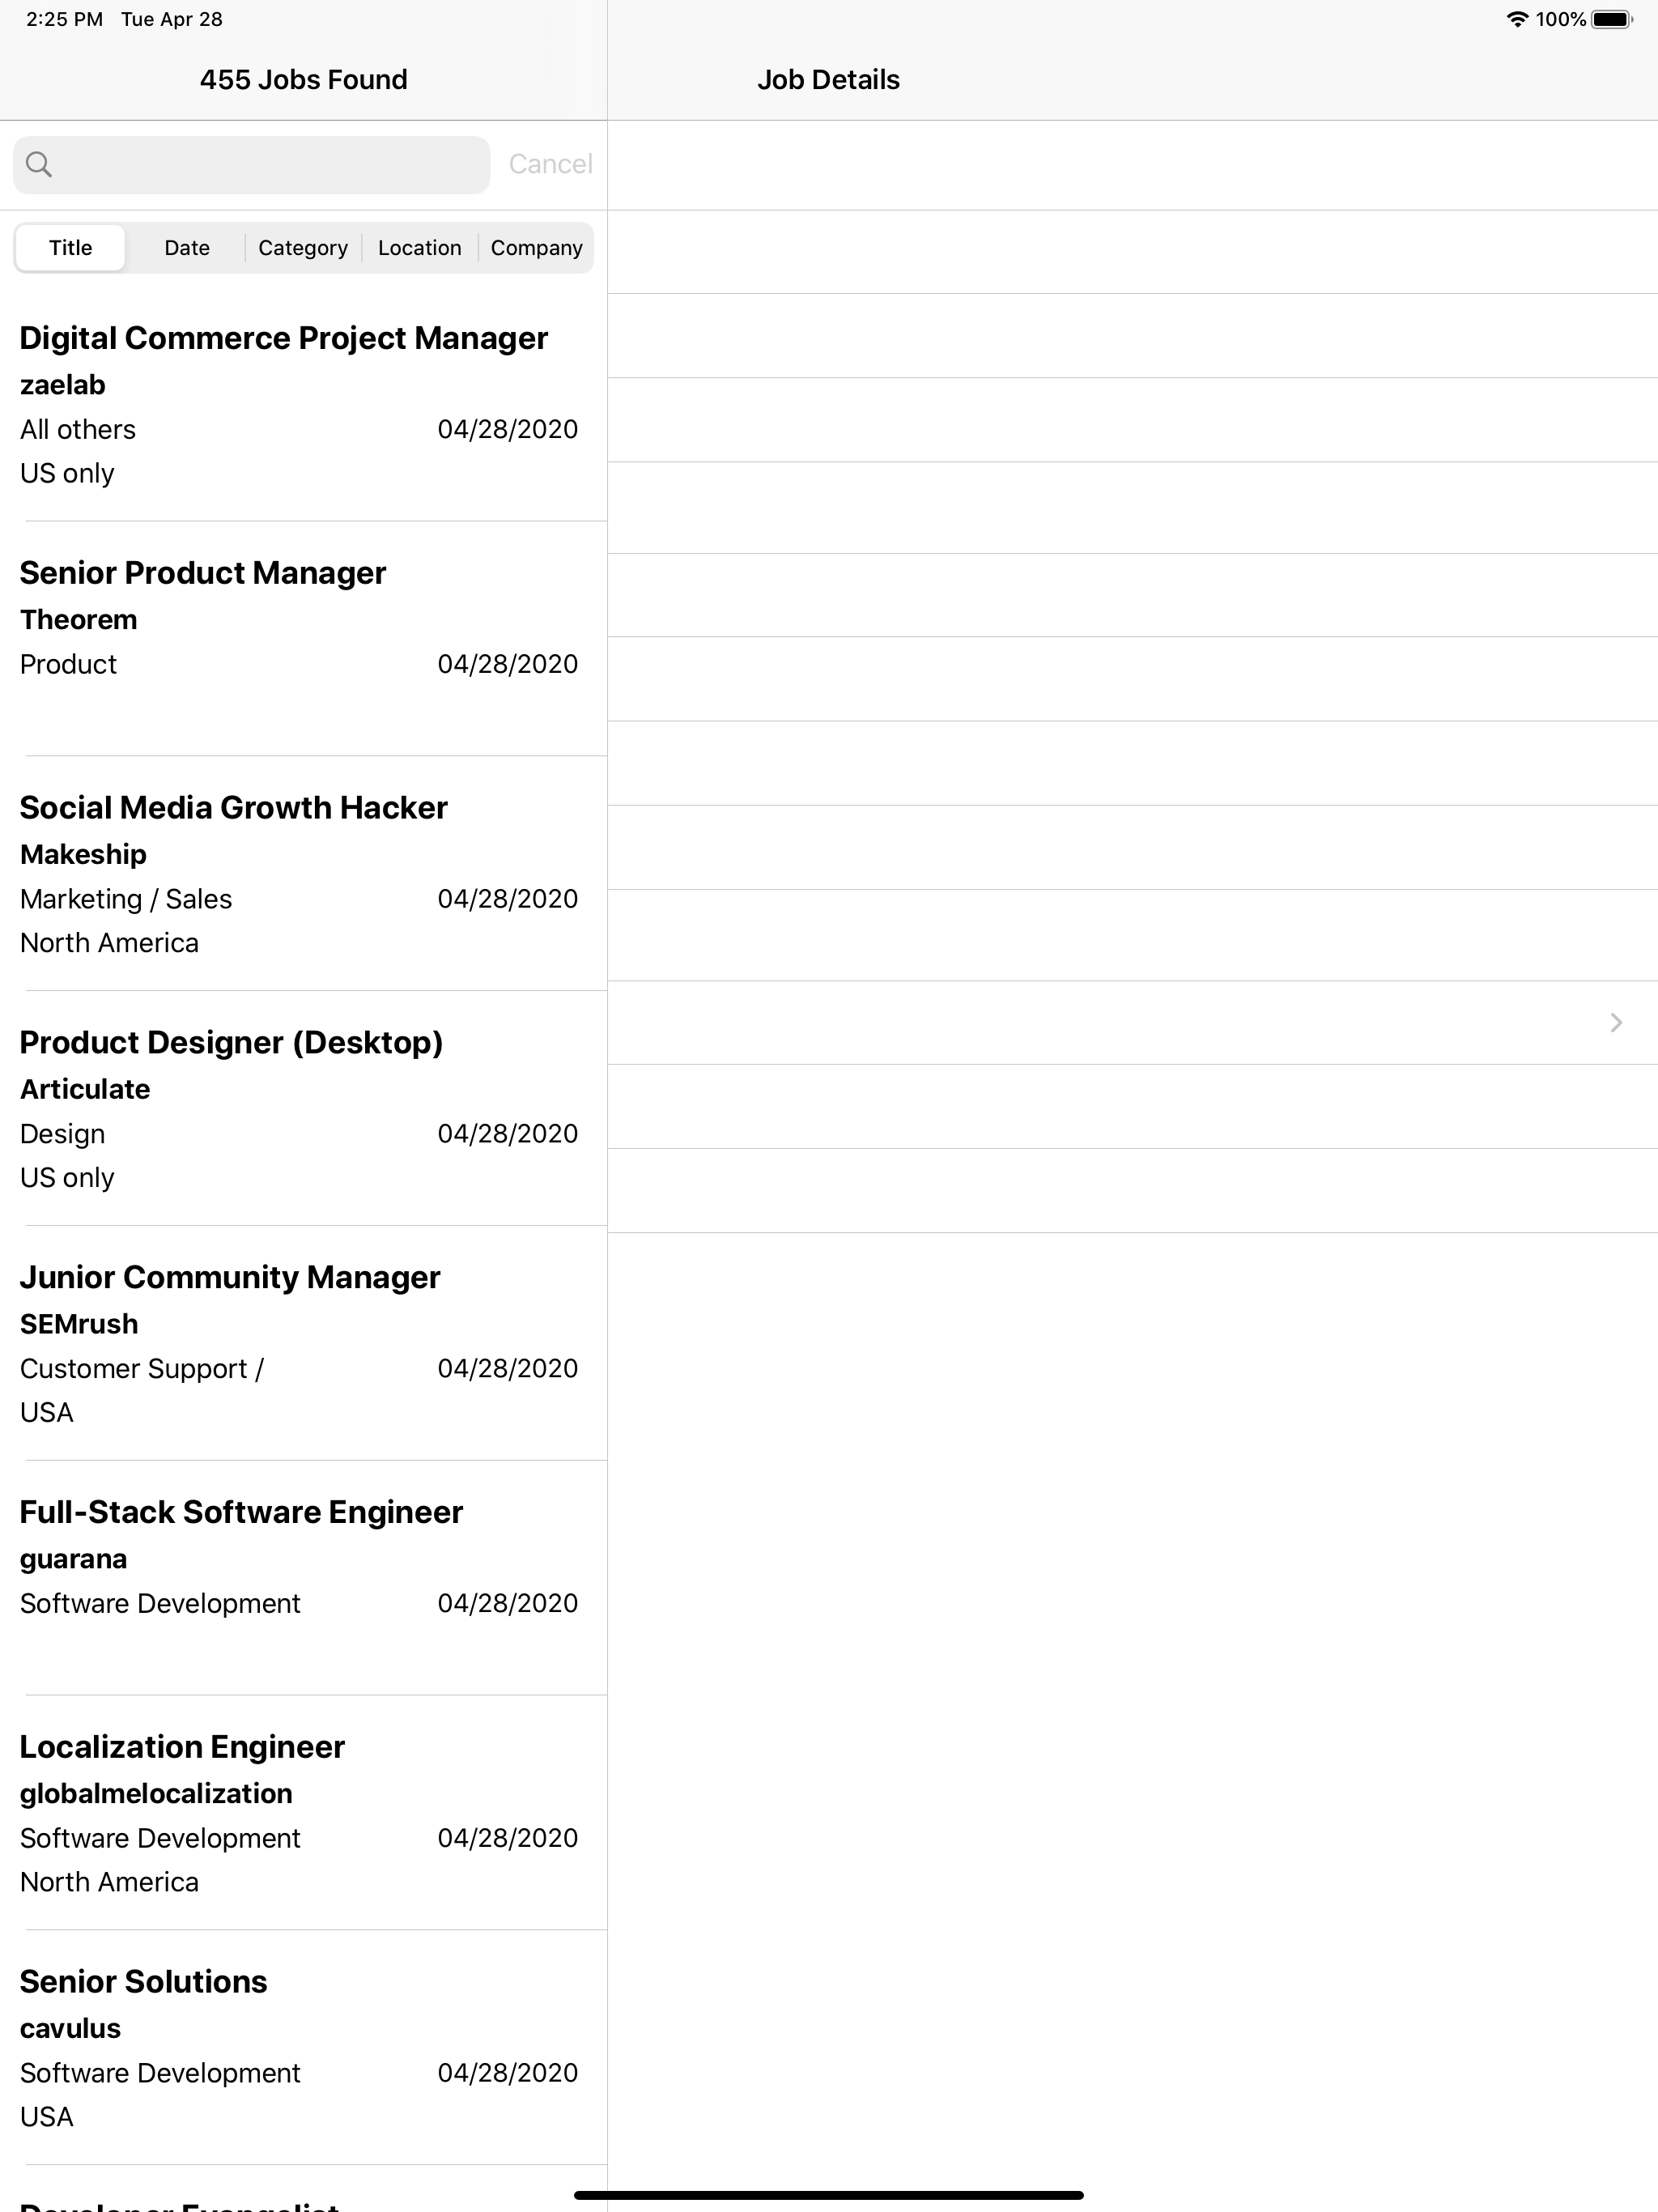 2:25 PM Tue Apr 28
100%
455 Jobs Found
Job Details
Cancel
Title Date Category Location Company
Digital Commerce Project Manager
zaelab
All others 04/28/2020
US only
Senior Product Manager
Theorem
Product 04/28/2020
Social Media Growth Hacker
Makeship
Marketing / Sales 04/28/2020
North America
Product Designer (Desktop)
Articulate
Design 04/28/2020
US only
Junior Community Manager
SEMrush
Customer Support / 04/28/2020
USA
Full-Stack Software Engineer
guarana
Software Development 04/28/2020
Localization Engineer
globalmelocalization
Software Development 04/28/2020
North America
Senior Solutions
cavulus
Software Development 04/28/2020
USA
Developer Evangelist